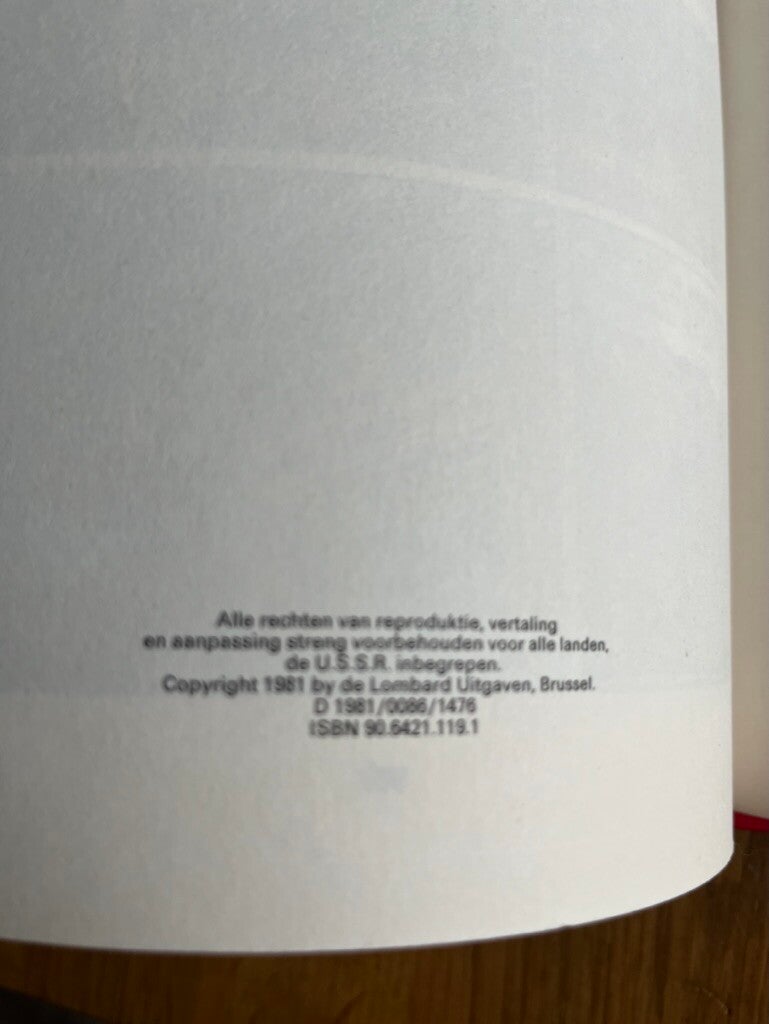 Alle rechten van reproduktie, vertaling
en aanpassing streng voorbehouden voor alle landen,
de U.S.S.R. inbegrepen.
Copyright 1981 by de Lombard Uitgaven, Brussel.
D 1981/0086/1476
ISBN 90.6421.119.1